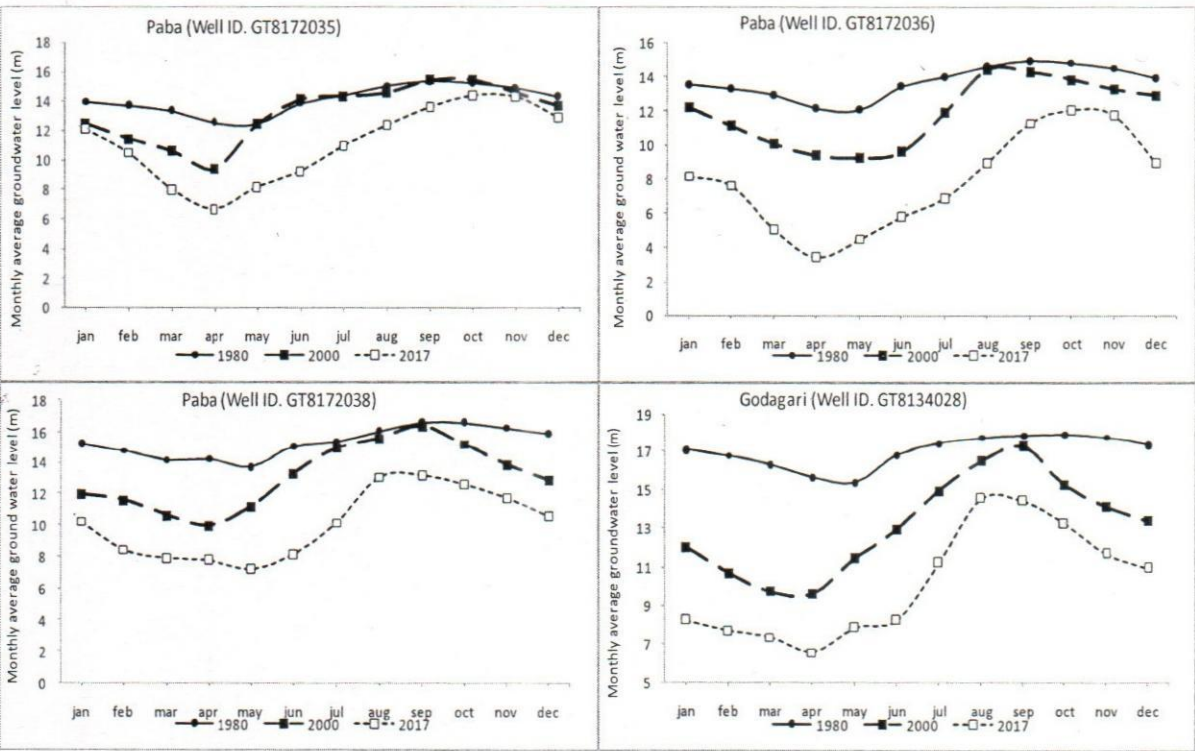 Paba (Well ID. GT8172035)
Monthly average groundwater level (m)
18
16
14
12
10
8
6
4
2
0
jan feb mar apr may jun jul aug sep oct nov dec
1980 2000 2017
Paba (Well ID. GT8172036)
Monthly average ground water level (m)
16
14
12
10
8
6
4
2
0
jan feb mar apr may jun jul aug sep oct nov dec
1980 2000 2017
Paba (Well ID. GT8172038)
Monthly average ground water level (m)
18
16
14
12
10
8
6
4
2
0
jan feb mar apr may jun jul aug sep oct nov dec
1980 2000 2017
Godagari (Well ID. GT8134028)
Monthly average groundwater level (m)
19
17
15
13
11
9
7
5
jan feb mar apr may jun jul aug sep oct nov dec
1980 2000 2017